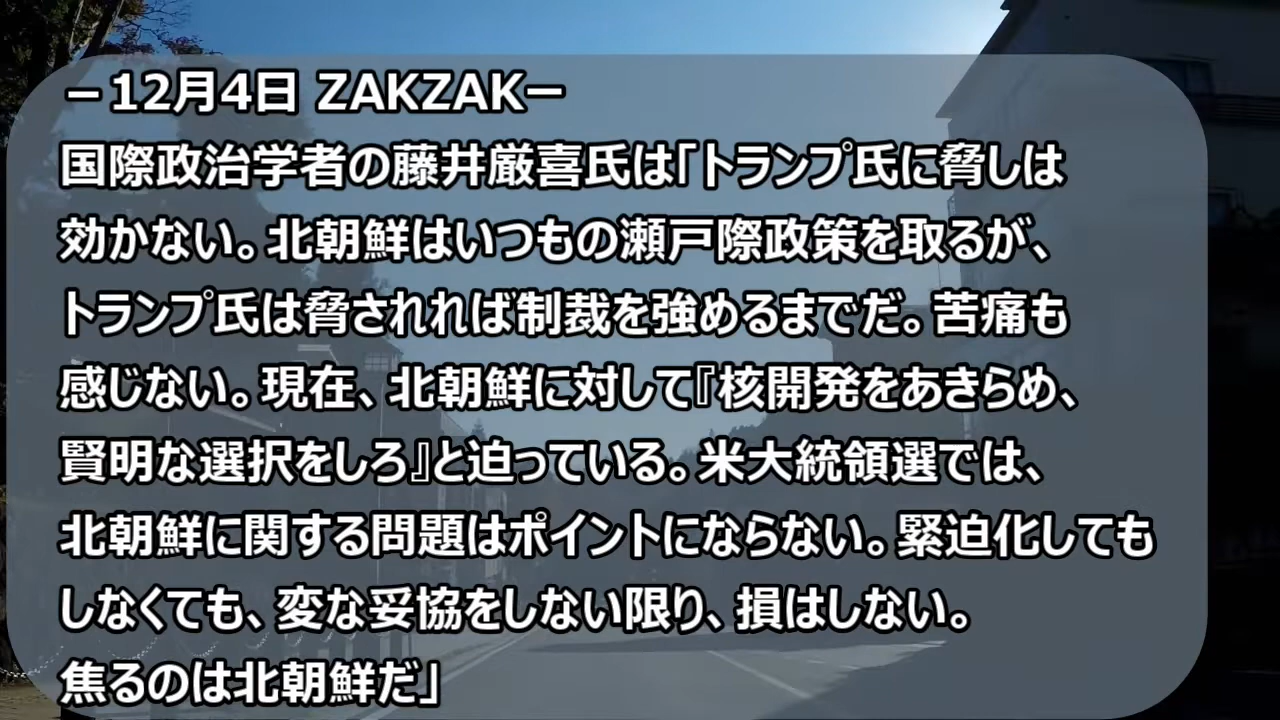 －12月4日 ZAKZAKー
国際政治学者の藤井厳喜氏は「トランプ氏に脅しは
効かない。北朝鮮はいつもの瀬戸際政策を取るが、
トランプ氏は脅されれば制裁を強めるまでだ。苦痛も
感じない。現在、北朝鮮に対して『核開発をあきらめ、
賢明な選択をしろ』と迫っている。米大統領選では、
北朝鮮に関する問題はポイントにならない。緊迫化しても
しなくても、変な妥協をしない限り、損はしない。
焦るのは北朝鮮だ」